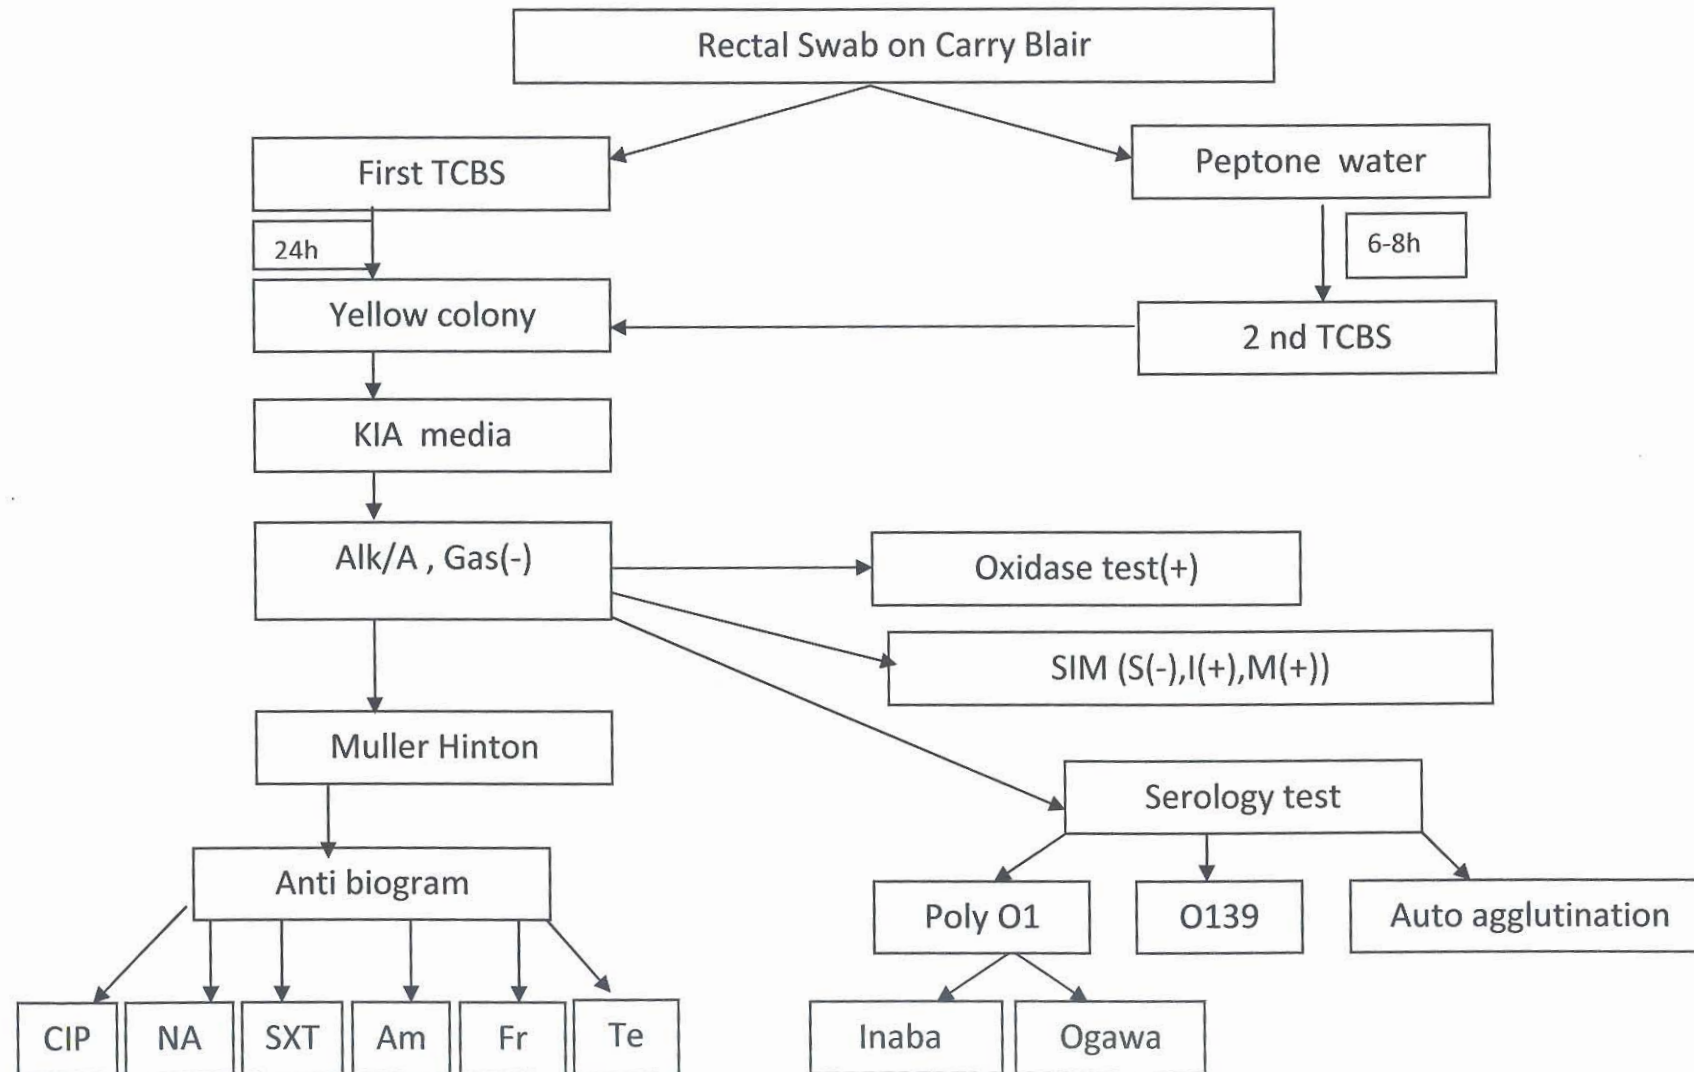 Rectal Swab on Carry Blair
First TCBS
Peptone water
24h
6-8h
Yellow colony
2 nd TCBS
KIA media
Alk/A , Gas(-)
Oxidase test(+)
SIM (S(-),I(+),M(+))
Muller Hinton
Serology test
Anti biogram
Poly O1
O139
Auto agglutination
CIP
NA
SXT
Am
Fr
Te
Inaba
Ogawa